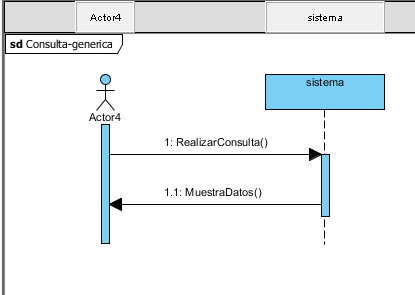 Actor4
sistema
sd Consulta-generica
sistema
Actor4
1: RealizarConsulta()
1.1: MuestraDatos()